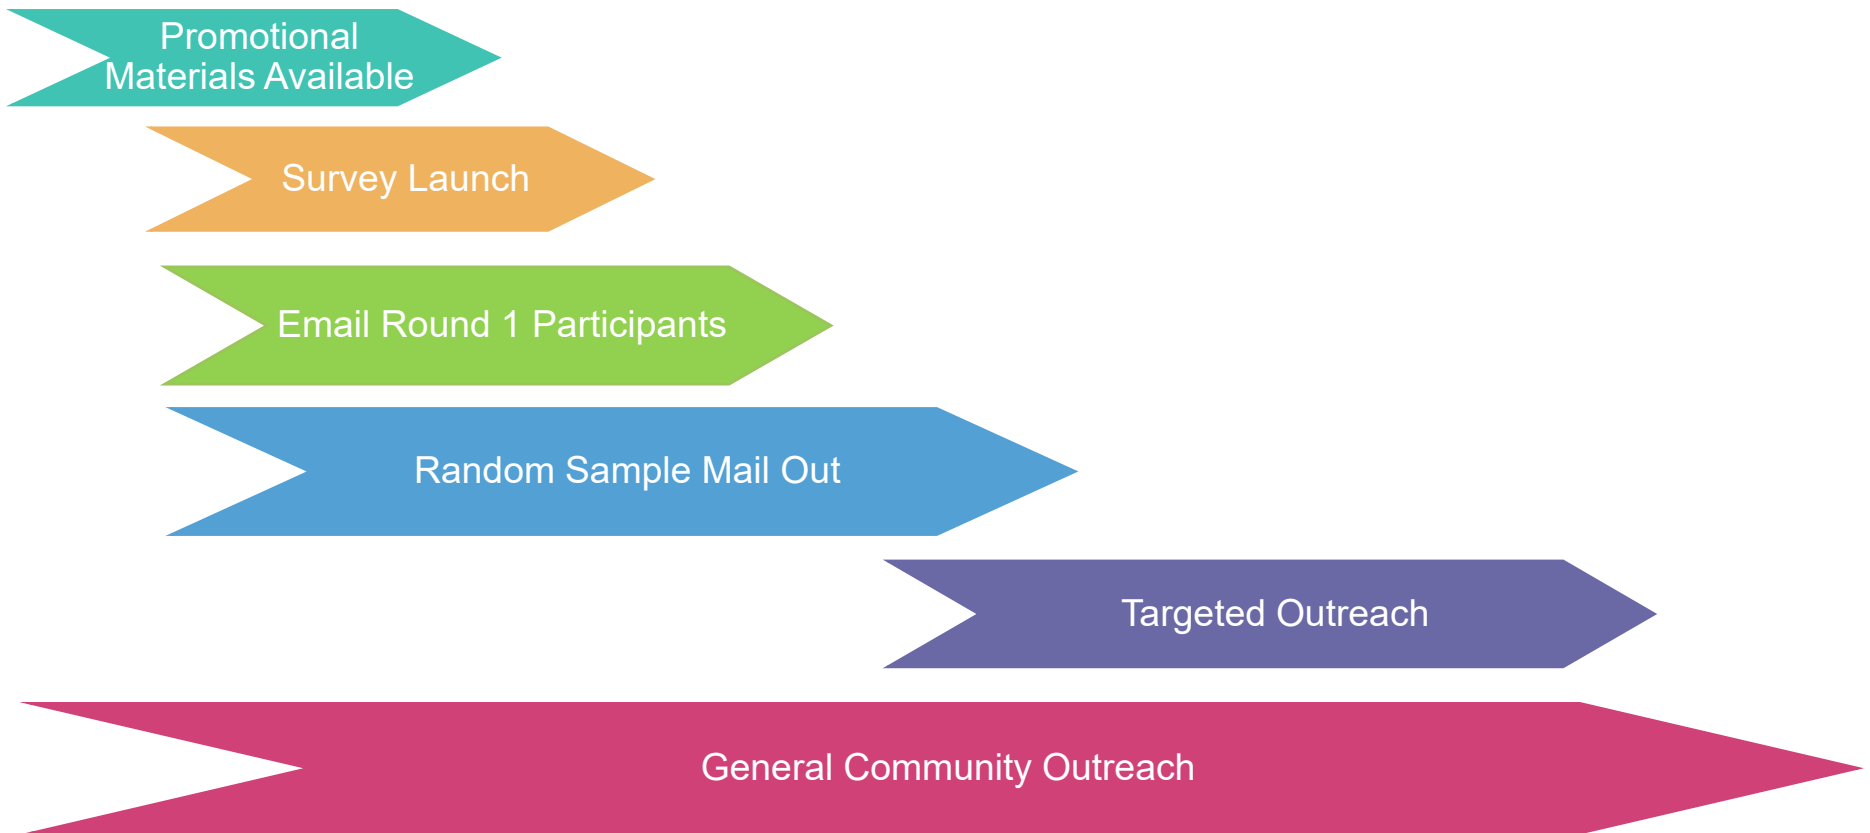 Promotional
Materials Available
Survey Launch
Email Round 1 Participants
Random Sample Mail Out
Targeted Outreach
General Community Outreach